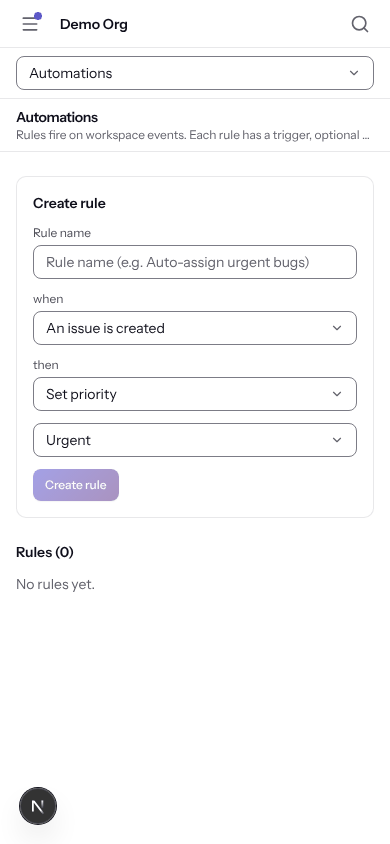 Demo Org
Automations
Automations
Rules fire on workspace events. Each rule has a trigger, optional ...
Create rule
Rule name
Rule name (e.g. Auto-assign urgent bugs)
when
An issue is created
then
Set priority
Urgent
Create rule
Rules (0)
No rules yet.
N